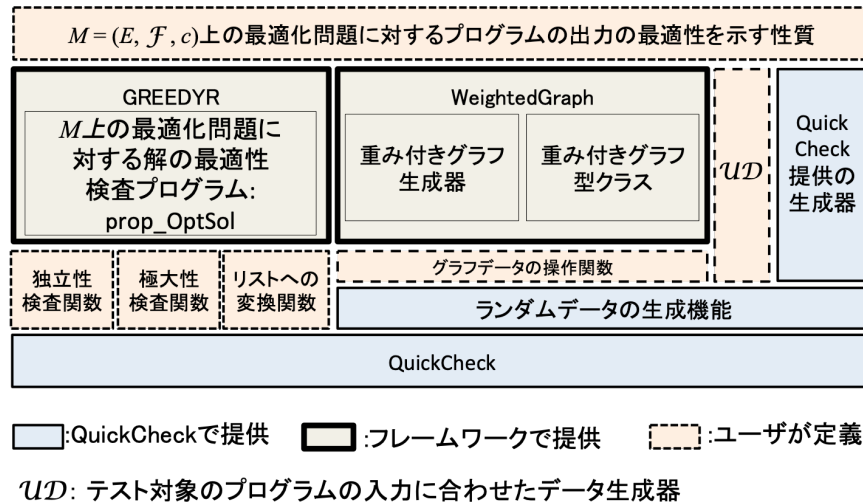 M = (E, ℱ, c)上の最適化問題に対するプログラムの出力の最適性を示す性質
GREEDYR
M上の最適化問題に
対する解の最適性
検査プログラム:
prop_OptSol
WeightedGraph
重み付きグラフ
生成器
重み付きグラフ
型クラス
𝒰𝒟
Quick
Check
提供の
生成器
独立性
検査関数
極大性
検査関数
リストへの
変換関数
グラフデータの操作関数
ランダムデータの生成機能
QuickCheck
:QuickCheckで提供
:フレームワークで提供
:ユーザが定義
𝒰𝒟: テスト対象のプログラムの入力に合わせたデータ生成器